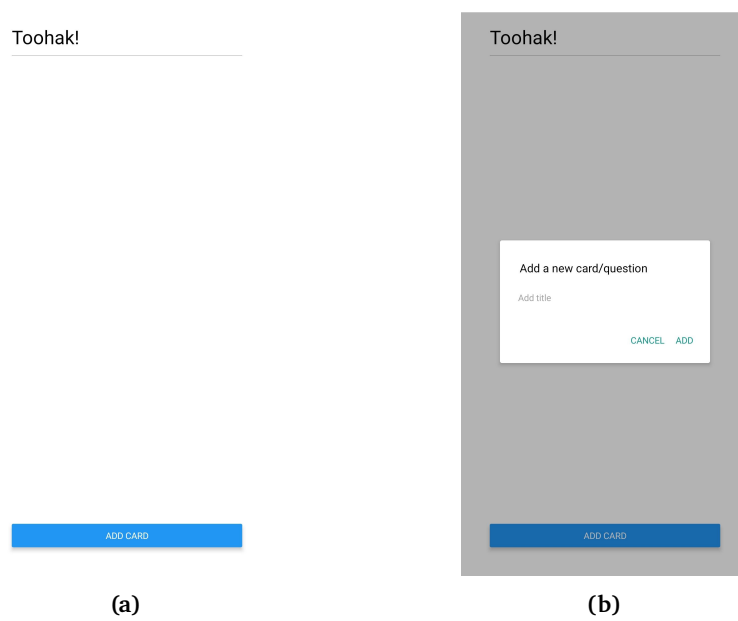 Toohak!
ADD CARD
(a)
Toohak!
Add a new card/question
Add title
CANCEL ADD
ADD CARD
(b)